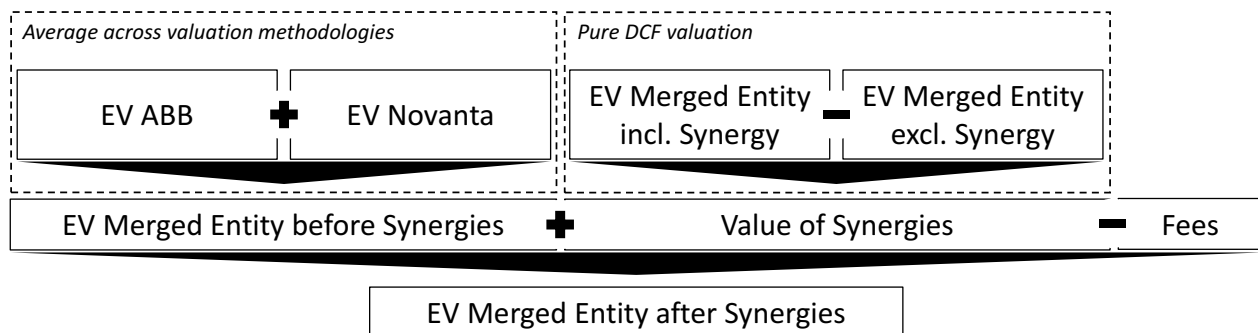 Average across valuation methodologies
Pure DCF valuation
EV ABB
EV Novanta
EV Merged Entity
incl. Synergy
EV Merged Entity
excl. Synergy
EV Merged Entity before Synergies
Value of Synergies
Fees
EV Merged Entity after Synergies